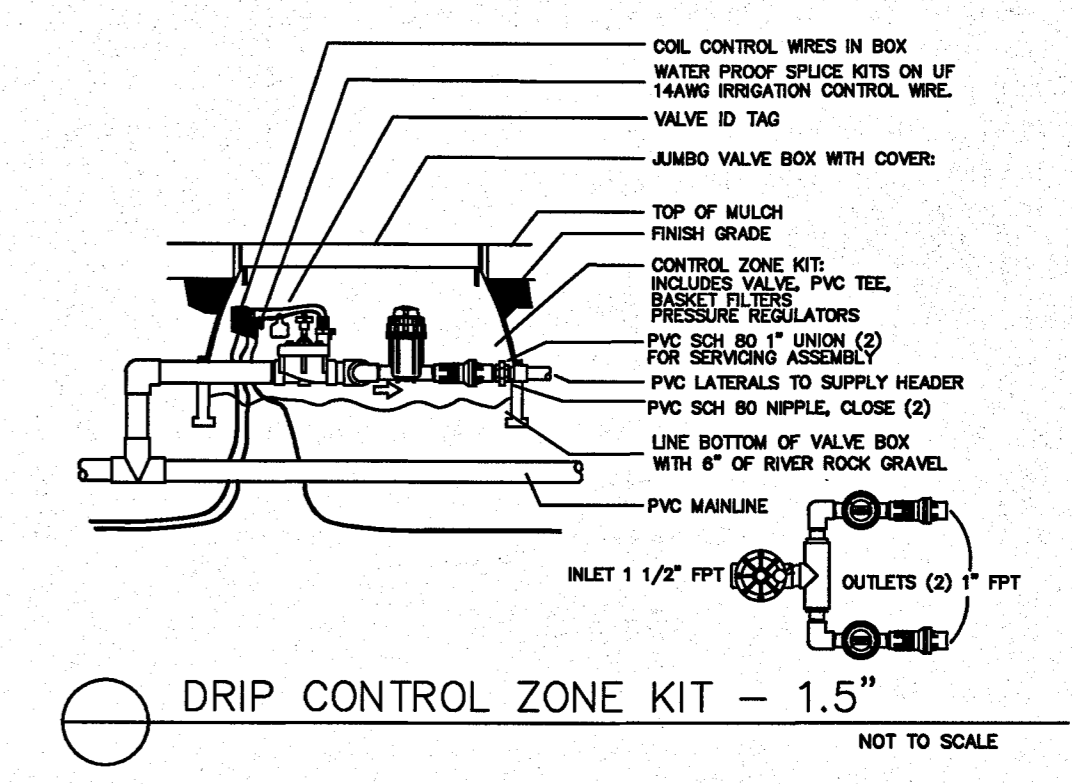 COIL CONTROL WIRES IN BOX
WATER PROOF SPLICE KITS ON UF
14AWG IRRIGATION CONTROL WIRE.
VALVE ID TAG
JUMBO VALVE BOX WITH COVER:
TOP OF MULCH
FINISH GRADE
CONTROL ZONE KIT:
INCLUDES VALVE, PVC TEE,
BASKET FILTERS
PRESSURE REGULATORS
PVC SCH 80 1" UNION (2)
FOR SERVICING ASSEMBLY
PVC LATERALS TO SUPPLY HEADER
PVC SCH 80 NIPPLE, CLOSE (2)
LINE BOTTOM OF VALVE BOX
WITH 6" OF RIVER ROCK GRAVEL
PVC MAINLINE
INLET 1 1/2" FPT
OUTLETS (2) 1" FPT
DRIP CONTROL ZONE KIT - 1.5"
NOT TO SCALE